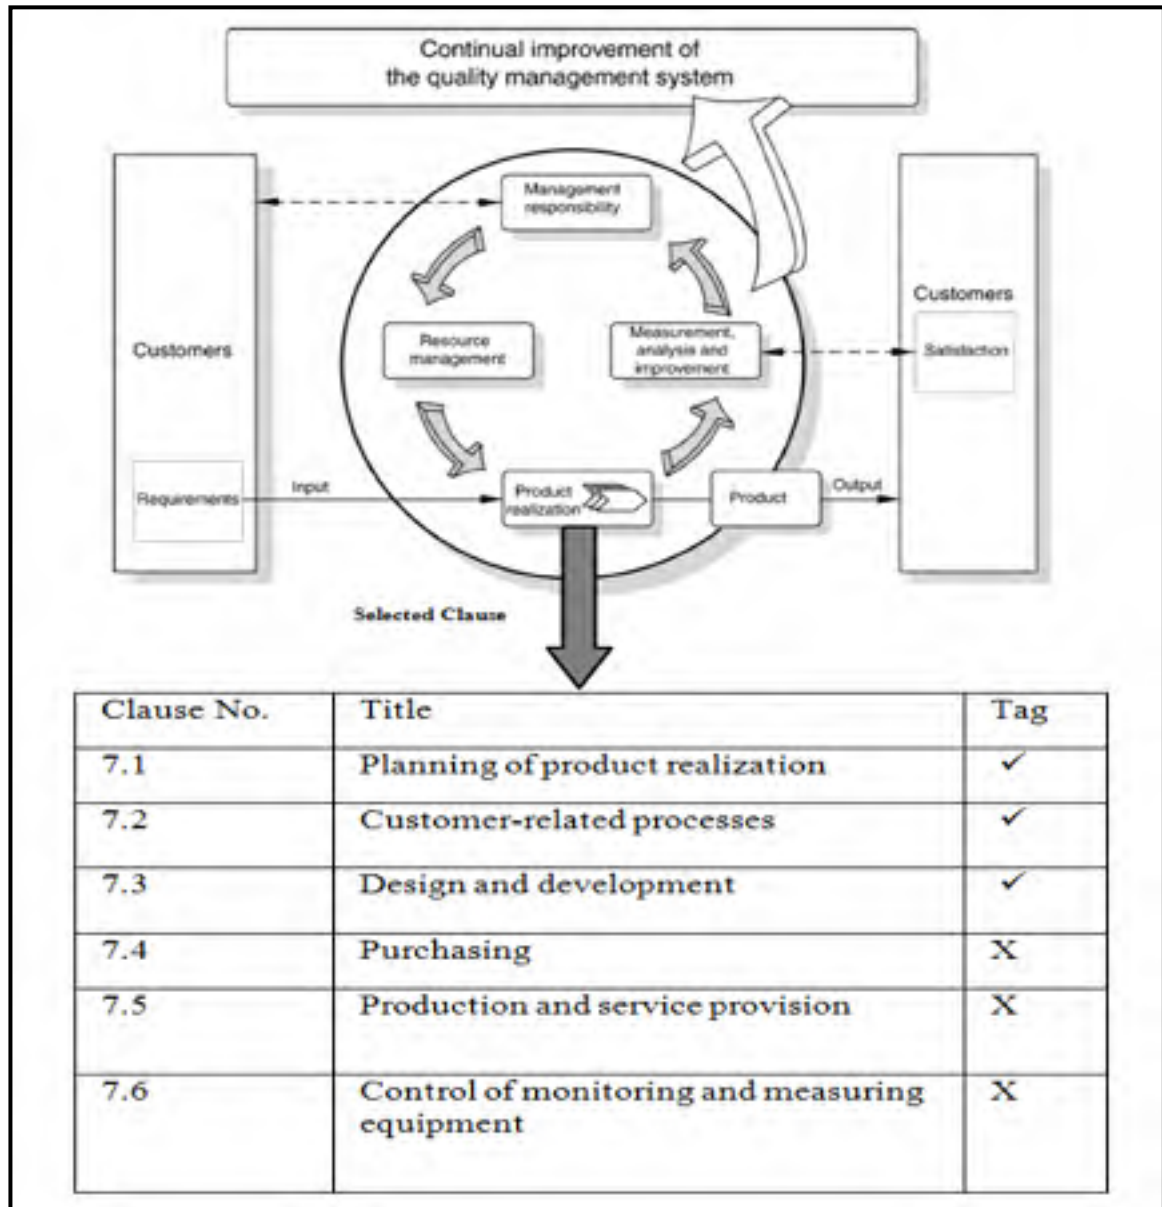 Continual improvement of
the quality management system
Management
responsibility
Customers
Resource
management
Measurement,
analysis and
improvement
Customers
Satisfaction
Requirements
Input
Product
realization
Product
Output
Selected Clause
Clause No. Title Tag
7.1 Planning of product realization ✓
7.2 Customer-related processes ✓
7.3 Design and development ✓
7.4 Purchasing X
7.5 Production and service provision X
7.6 Control of monitoring and measuring X
equipment